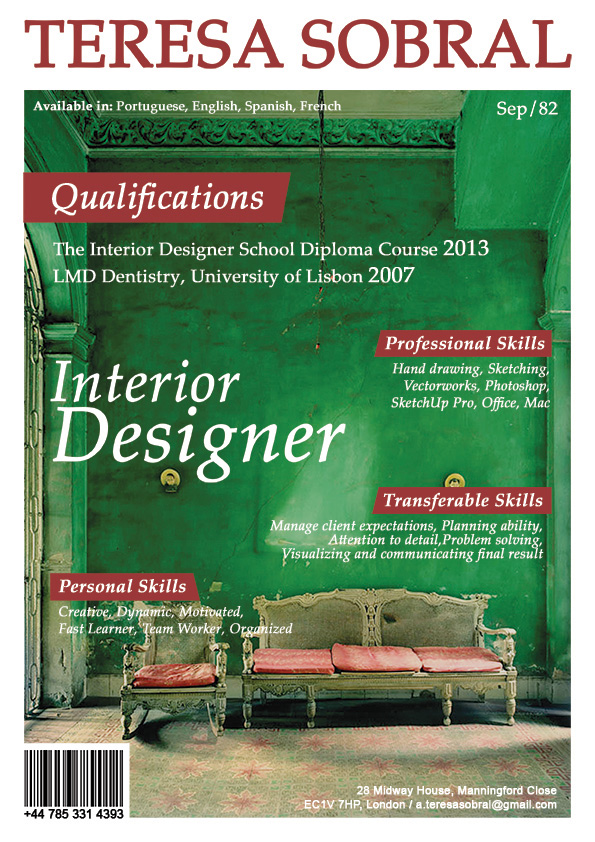 TERESA SOBRAL
Available in: Portuguese, English, Spanish, French
Sep/82
Qualifications
The Interior Designer School Diploma Course 2013
LMD Dentistry, University of Lisbon 2007
Professional Skills
Hand drawing, Sketching,
Vectorworks, Photoshop,
SketchUp Pro, Office, Mac
Interior
Designer
Transferable Skills
Manage client expectations, Planning ability,
Attention to detail,Problem solving,
Visualizing and communicating final result
Personal Skills
Creative, Dynamic, Motivated,
Fast Learner, Team Worker, Organized
+44 785 331 4393
28 Midway House, Manningford Close
EC1V 7HP, London / a.teresasobral@gmail.com